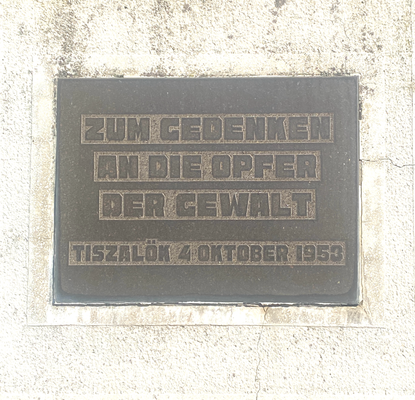 ZUM GEDENKEN
AN DIE OPFER
DER GEWALT
TISZALÖK 4 OKTOBER 1953